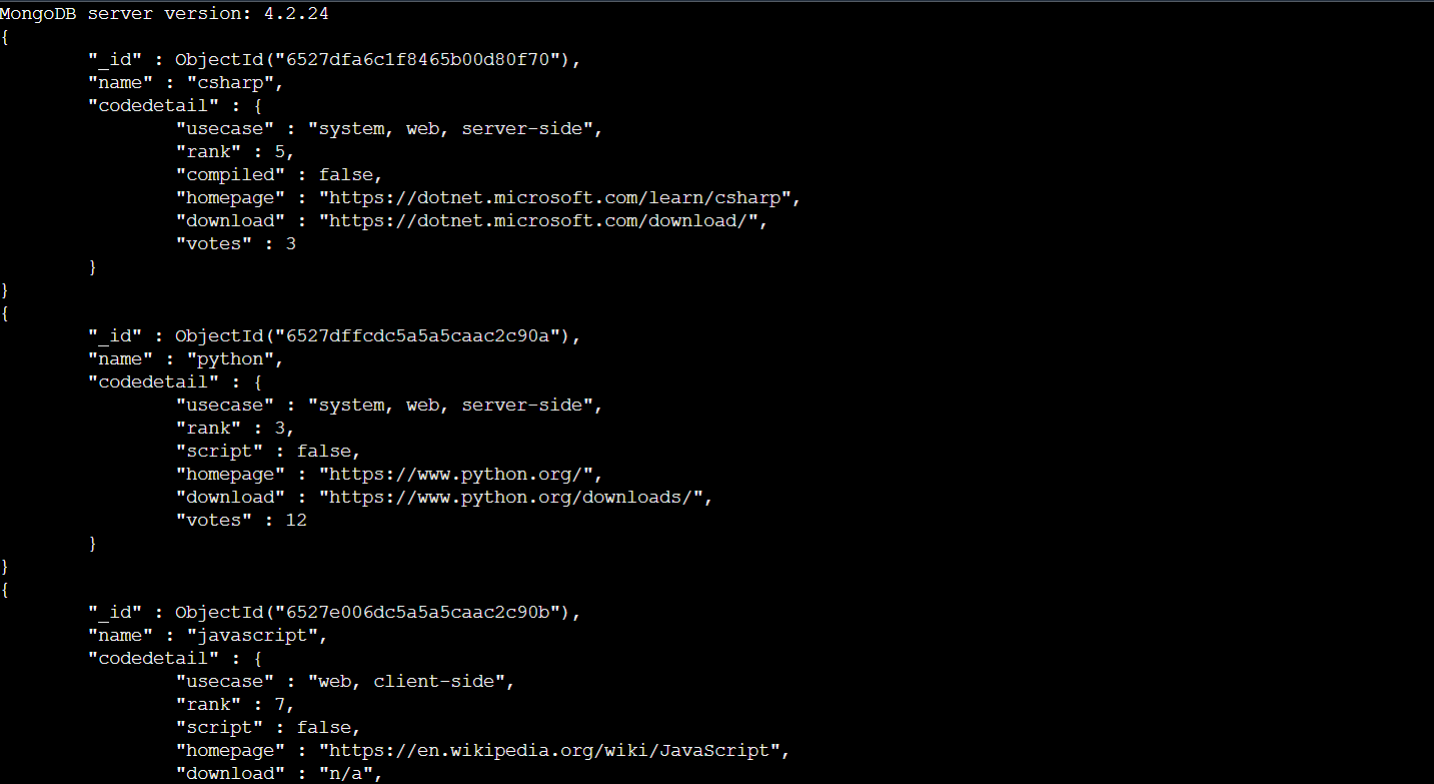 MongoDB server version: 4.2.24
{
        "_id" : ObjectId("6527dfa6c1f8465b00d80f70"),
        "name" : "csharp",
        "codedetail" : {
                "usecase" : "system, web, server-side",
                "rank" : 5,
                "compiled" : false,
                "homepage" : "https://dotnet.microsoft.com/learn/csharp",
                "download" : "https://dotnet.microsoft.com/download/",
                "votes" : 3
        }
}
{
        "_id" : ObjectId("6527dffcdc5a5a5caac2c90a"),
        "name" : "python",
        "codedetail" : {
                "usecase" : "system, web, server-side",
                "rank" : 3,
                "script" : false,
                "homepage" : "https://www.python.org/",
                "download" : "https://www.python.org/downloads/",
                "votes" : 12
        }
}
{
        "_id" : ObjectId("6527e006dc5a5a5caac2c90b"),
        "name" : "javascript",
        "codedetail" : {
                "usecase" : "web, client-side",
                "rank" : 7,
                "script" : false,
                "homepage" : "https://en.wikipedia.org/wiki/JavaScript",
                "download" : "n/a",